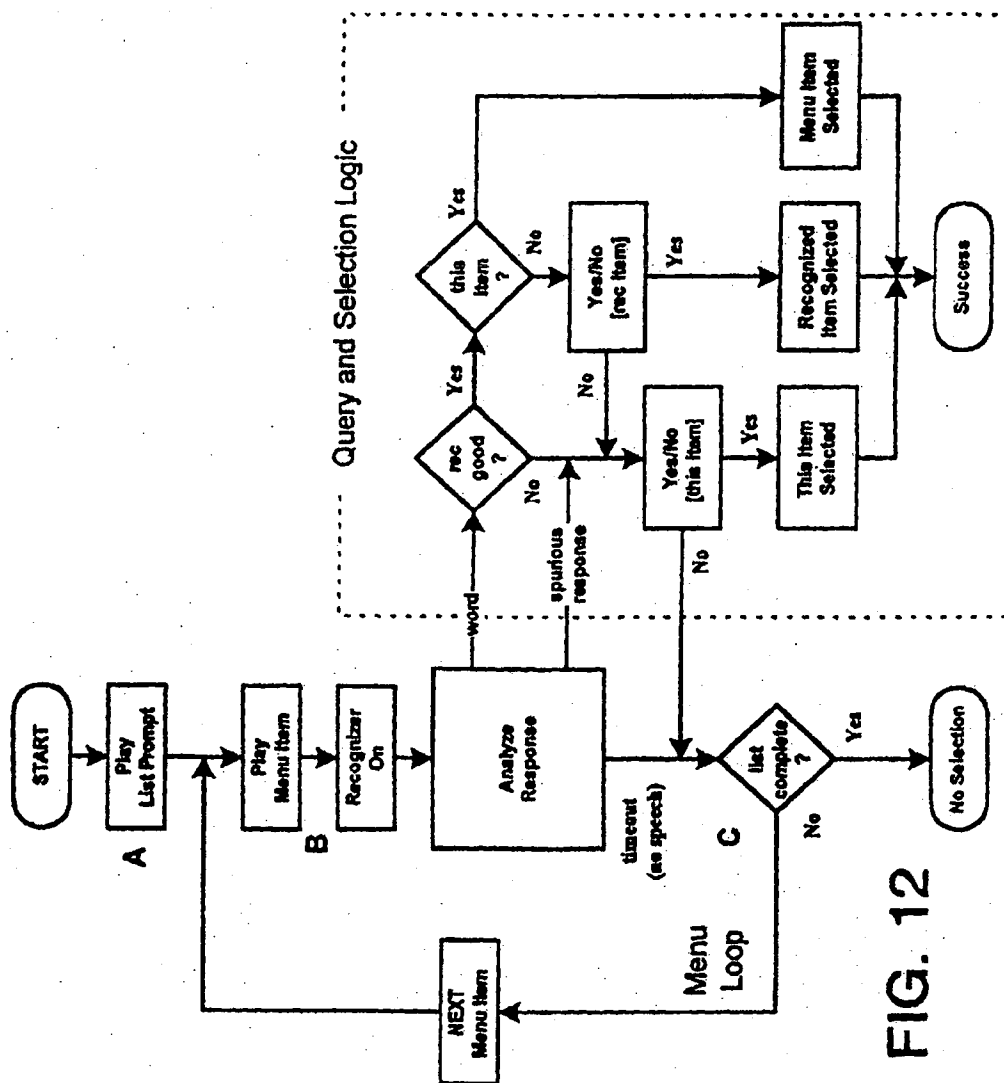 START
Play
List Prompt
A
Play
Menu Item
B
Recognizer
On
Analyze
Response
word
spurious
response
timeout
(no speech)
C
list
complete
?
No
Yes
No Selection
NEXT
Menu Item
Menu
Loop
Query and Selection Logic
rec
good
?
Yes
No
this
item
?
Yes
No
Yes/No
[rec item]
No
Yes
Yes/No
[this item]
No
Yes
This Item
Selected
Recognized
Item Selected
Menu Item
Selected
Success
FIG. 12